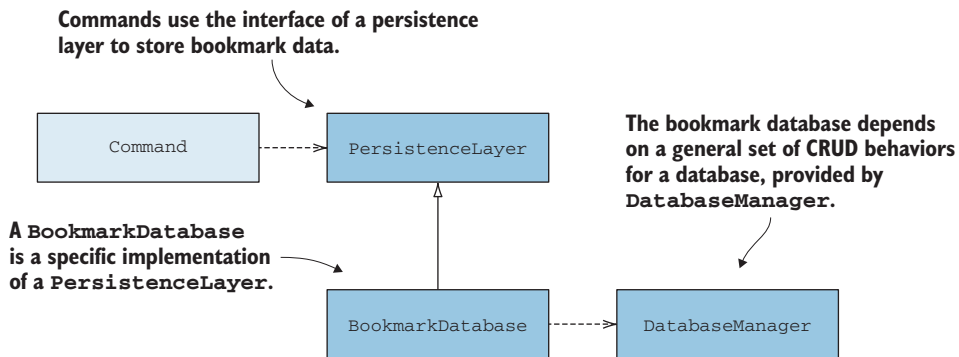 Commands use the interface of a persistence
layer to store bookmark data.
Command
PersistenceLayer
The bookmark database depends
on a general set of CRUD behaviors
for a database, provided by
DatabaseManager.
A BookmarkDatabase
is a specific implementation
of a PersistenceLayer.
BookmarkDatabase
DatabaseManager